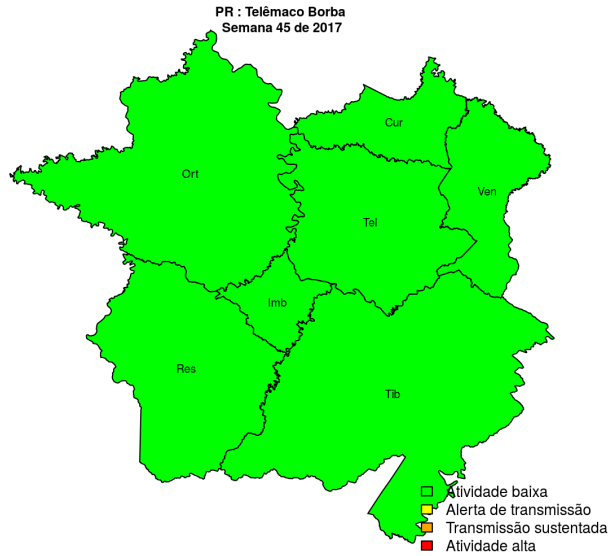 PR : Telêmaco Borba
Semana 45 de 2017
Cur
Ort
Ven
Tel
Imb
Res
Tib
Atividade baixa
Alerta de transmissão
Transmissão sustentada
Atividade alta